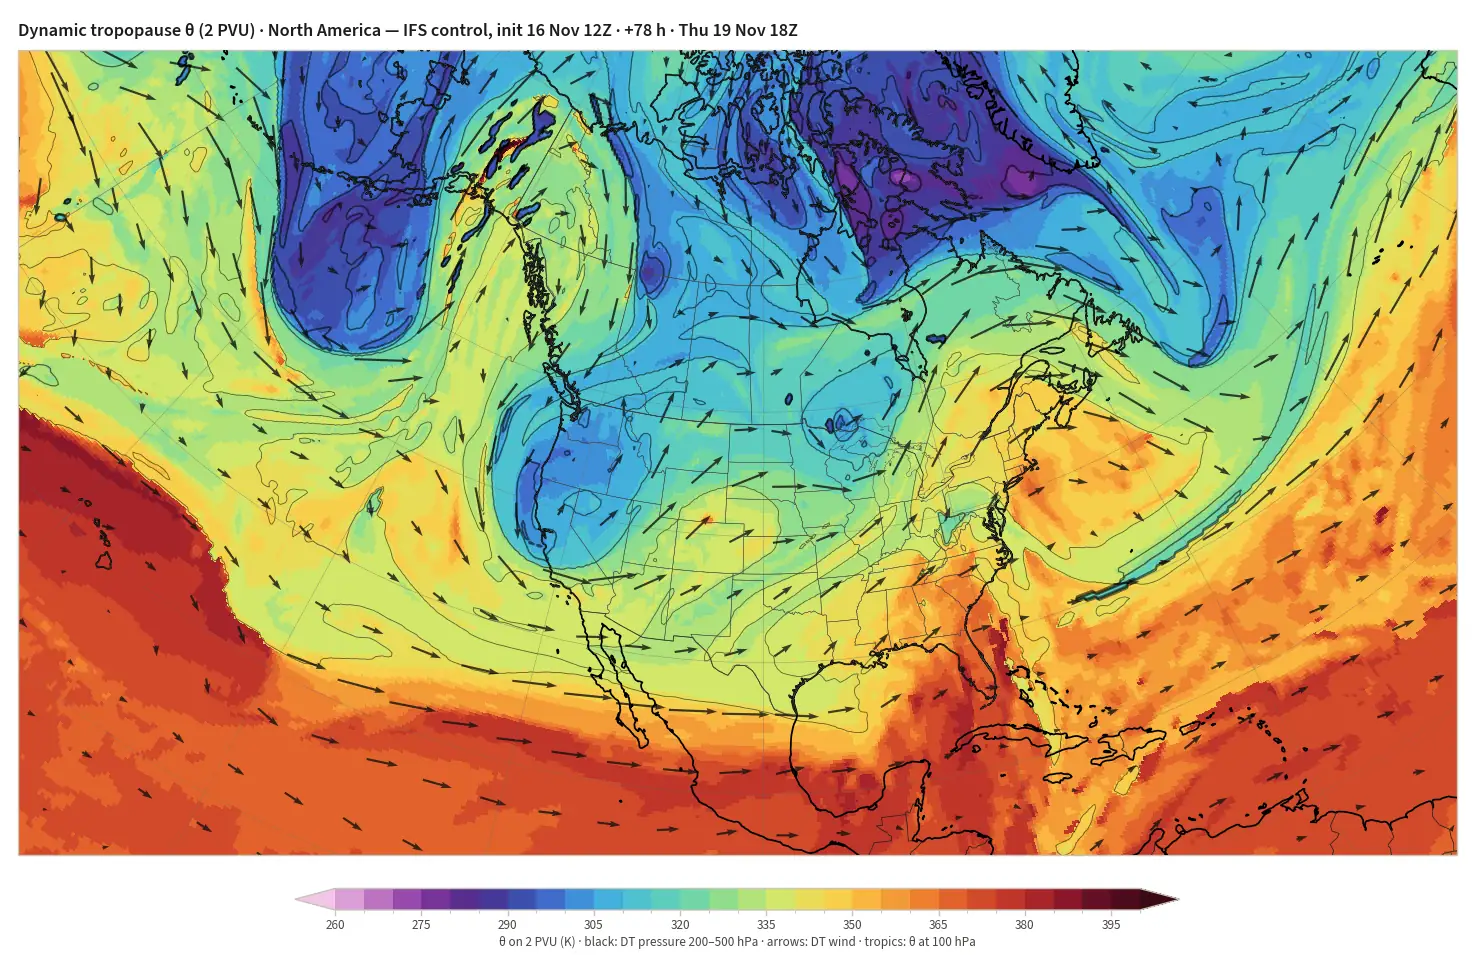 Dynamic tropopause θ (2 PVU) · North America — IFS control, init 16 Nov 12Z · +78 h · Thu 19 Nov 18Z
260 275 290 305 320 335 350 365 380 395
θ on 2 PVU (K) · black: DT pressure 200–500 hPa · arrows: DT wind · tropics: θ at 100 hPa